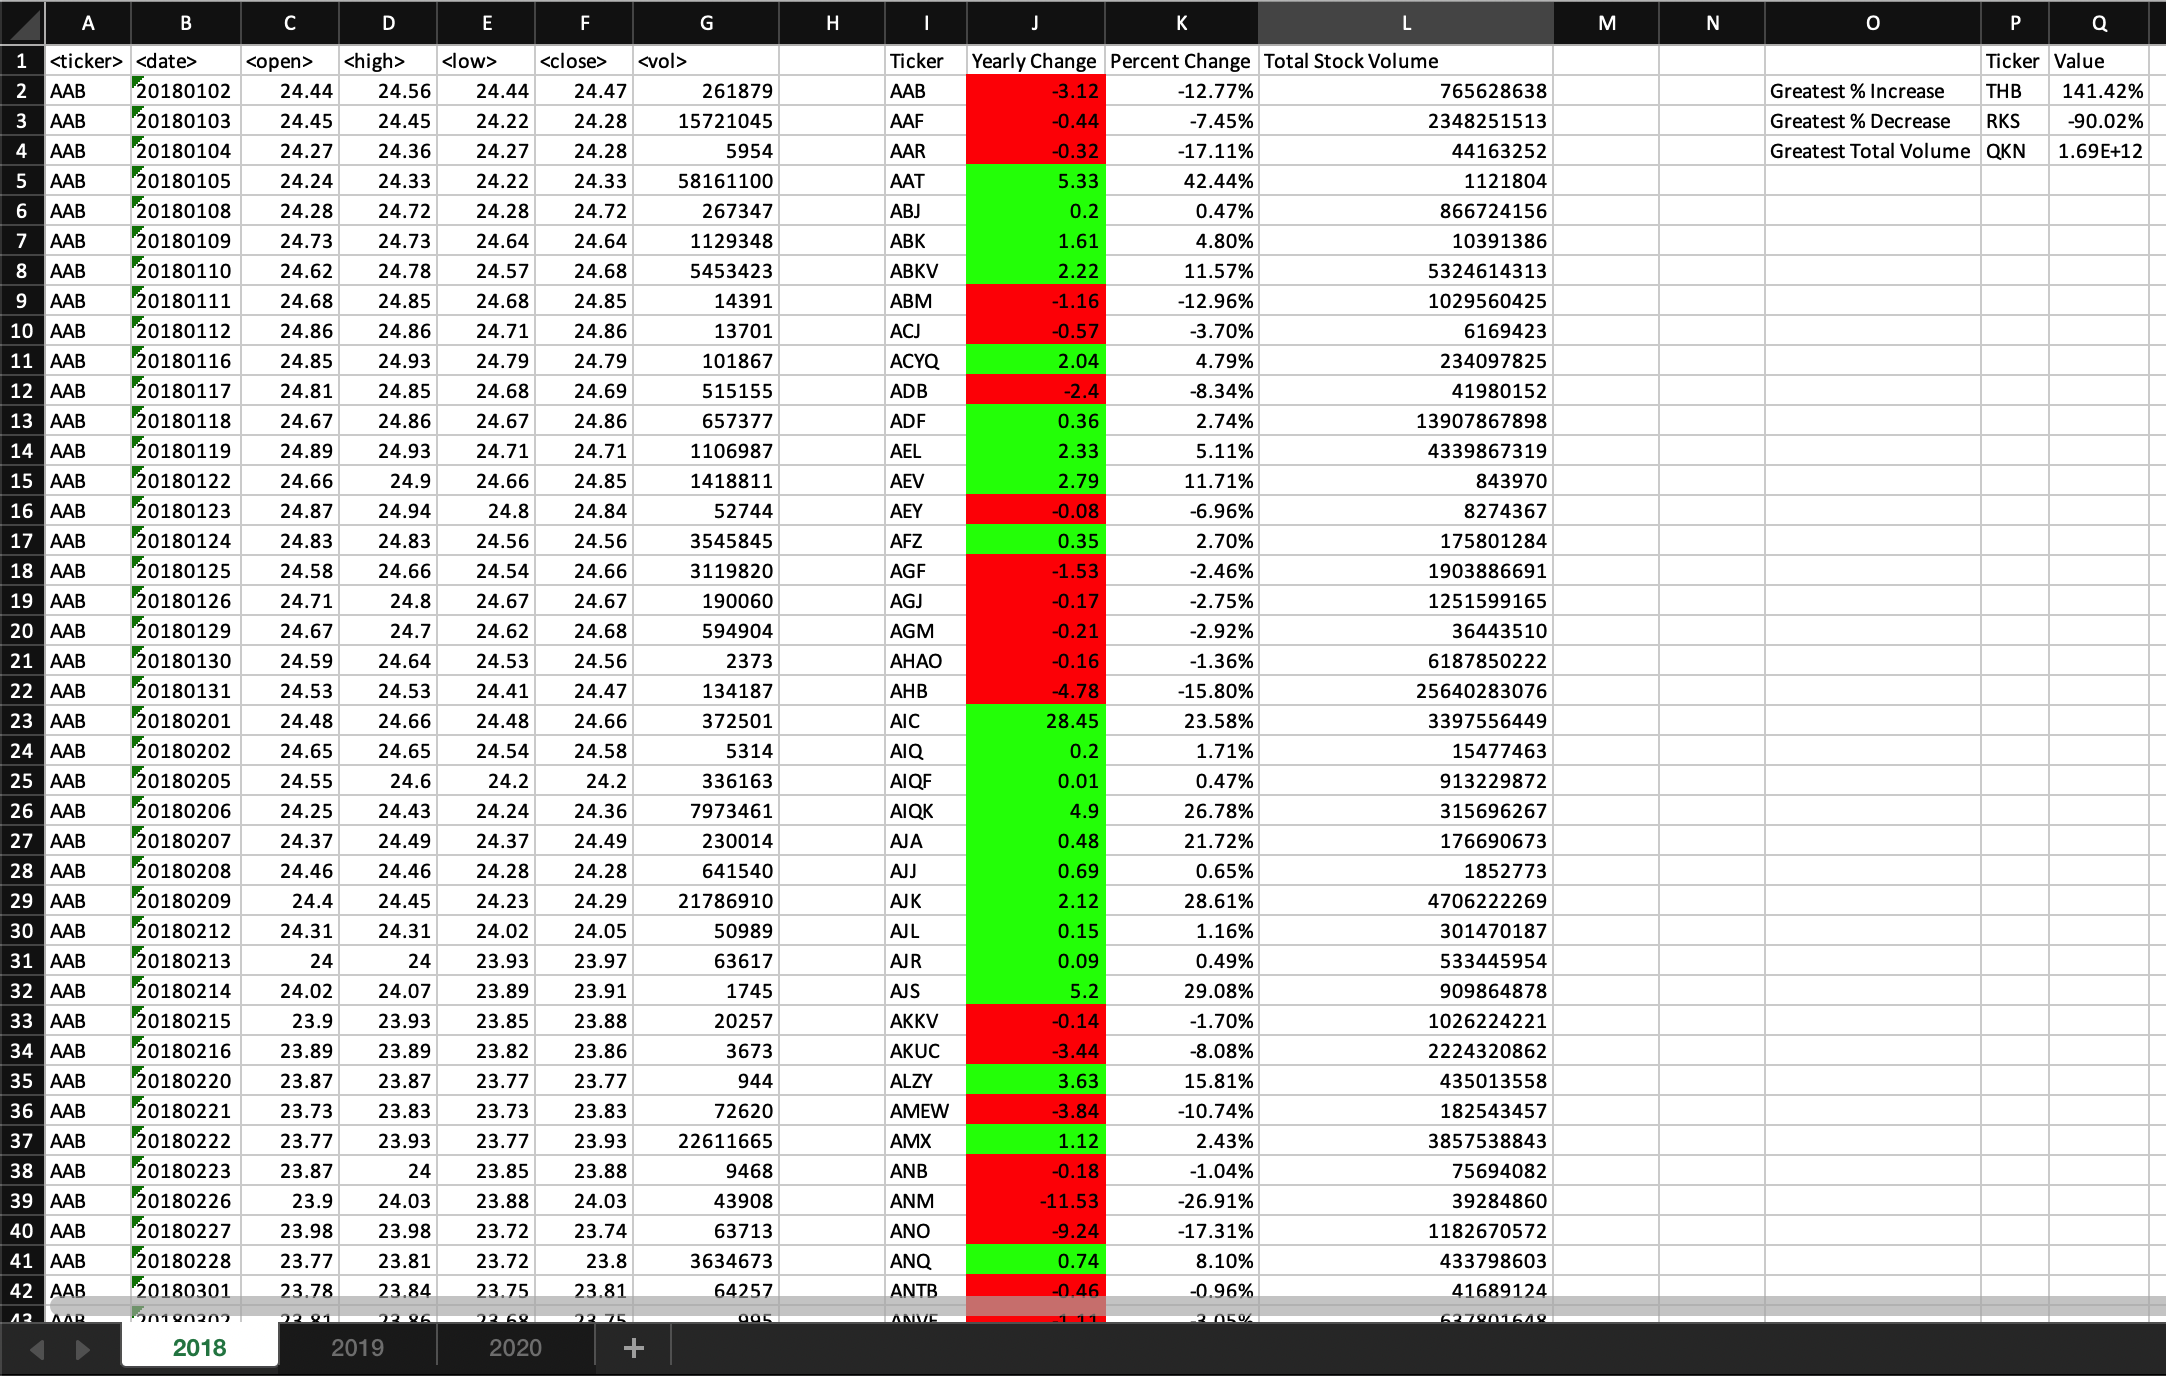 A B C D E F G H I J K L M N O P Q
1 <ticker> <date> <open> <high> <low> <close> <vol> Ticker Yearly Change Percent Change Total Stock Volume Ticker Value
2 AAB 20180102 24.44 24.56 24.44 24.47 261879 AAB -3.12 -12.77% 765628638 Greatest % Increase THB 141.42%
3 AAB 20180103 24.45 24.45 24.22 24.28 15721045 AAF -0.44 -7.45% 2348251513 Greatest % Decrease RKS -90.02%
4 AAB 20180104 24.27 24.36 24.27 24.28 5954 AAR -0.32 -17.11% 44163252 Greatest Total Volume QKN 1.69E+12
5 AAB 20180105 24.24 24.33 24.22 24.33 58161100 AAT 5.33 42.44% 1121804
6 AAB 20180108 24.28 24.72 24.28 24.72 267347 ABJ 0.2 0.47% 866724156
7 AAB 20180109 24.73 24.73 24.64 24.64 1129348 ABK 1.61 4.80% 10391386
8 AAB 20180110 24.62 24.78 24.57 24.68 5453423 ABKV 2.22 11.57% 5324614313
9 AAB 20180111 24.68 24.85 24.68 24.85 14391 ABM -1.16 -12.96% 1029560425
10 AAB 20180112 24.86 24.86 24.71 24.86 13701 ACJ -0.57 -3.70% 6169423
11 AAB 20180116 24.85 24.93 24.79 24.79 101867 ACYQ 2.04 4.79% 234097825
12 AAB 20180117 24.81 24.85 24.68 24.69 515155 ADB -2.4 -8.34% 41980152
13 AAB 20180118 24.67 24.86 24.67 24.86 657377 ADF 0.36 2.74% 13907867898
14 AAB 20180119 24.89 24.93 24.71 24.71 1106987 AEL 2.33 5.11% 4339867319
15 AAB 20180122 24.66 24.9 24.66 24.85 1418811 AEV 2.79 11.71% 843970
16 AAB 20180123 24.87 24.94 24.8 24.84 52744 AEY -0.08 -6.96% 8274367
17 AAB 20180124 24.83 24.83 24.56 24.56 3545845 AFZ 0.35 2.70% 175801284
18 AAB 20180125 24.58 24.66 24.54 24.66 3119820 AGF -1.53 -2.46% 1903886691
19 AAB 20180126 24.71 24.8 24.67 24.67 190060 AGJ -0.17 -2.75% 1251599165
20 AAB 20180129 24.67 24.7 24.62 24.68 594904 AGM -0.21 -2.92% 36443510
21 AAB 20180130 24.59 24.64 24.53 24.56 2373 AHAO -0.16 -1.36% 6187850222
22 AAB 20180131 24.53 24.53 24.41 24.47 134187 AHB -4.78 -15.80% 25640283076
23 AAB 20180201 24.48 24.66 24.48 24.66 372501 AIC 28.45 23.58% 3397556449
24 AAB 20180202 24.65 24.65 24.54 24.58 5314 AIQ 0.2 1.71% 15477463
25 AAB 20180205 24.55 24.6 24.2 24.2 336163 AIQF 0.01 0.47% 913229872
26 AAB 20180206 24.25 24.43 24.24 24.36 7973461 AIQK 4.9 26.78% 315696267
27 AAB 20180207 24.37 24.49 24.37 24.49 230014 AJA 0.48 21.72% 176690673
28 AAB 20180208 24.46 24.46 24.28 24.28 641540 AJJ 0.69 0.65% 1852773
29 AAB 20180209 24.4 24.45 24.23 24.29 21786910 AJK 2.12 28.61% 4706222269
30 AAB 20180212 24.31 24.31 24.02 24.05 50989 AJL 0.15 1.16% 301470187
31 AAB 20180213 24 24 23.93 23.97 63617 AJR 0.09 0.49% 533445954
32 AAB 20180214 24.02 24.07 23.89 23.91 1745 AJS 5.2 29.08% 909864878
33 AAB 20180215 23.9 23.93 23.85 23.88 20257 AKKV -0.14 -1.70% 1026224221
34 AAB 20180216 23.89 23.89 23.82 23.86 3673 AKUC -3.44 -8.08% 2224320862
35 AAB 20180220 23.87 23.87 23.77 23.77 944 ALZY 3.63 15.81% 435013558
36 AAB 20180221 23.73 23.83 23.73 23.83 72620 AMEW -3.84 -10.74% 182543457
37 AAB 20180222 23.77 23.93 23.77 23.93 22611665 AMX 1.12 2.43% 3857538843
38 AAB 20180223 23.87 24 23.85 23.88 9468 ANB -0.18 -1.04% 75694082
39 AAB 20180226 23.9 24.03 23.88 24.03 43908 ANM -11.53 -26.91% 39284860
40 AAB 20180227 23.98 23.98 23.72 23.74 63713 ANO -9.24 -17.31% 1182670572
41 AAB 20180228 23.77 23.81 23.72 23.8 3634673 ANQ 0.74 8.10% 433798603
42 AAB 20180301 23.78 23.84 23.75 23.81 64257 ANTB -0.46 -0.96% 41689124
43 AAB 20180302 23.81 23.86 23.68 23.75 995 -1.11 -3.05%
2018 2019 2020 +